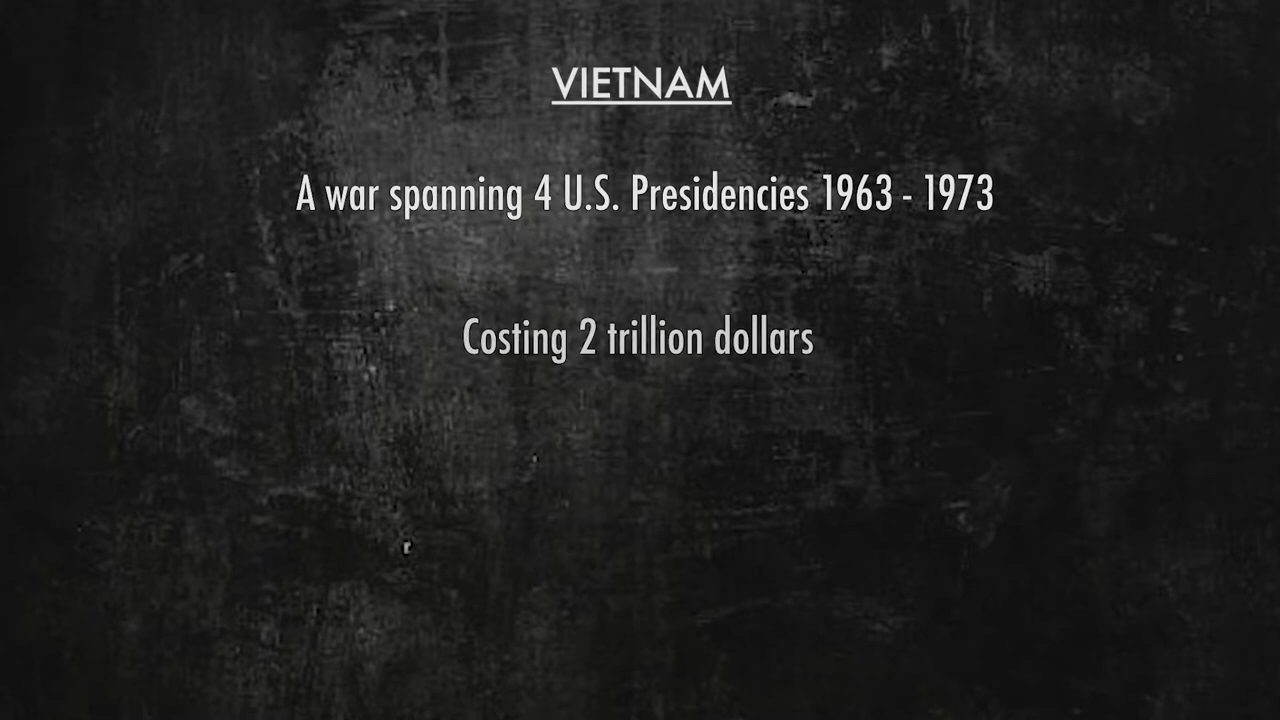 VIETNAM
A war spanning 4 U.S. Presidencies 1963 - 1973
Costing 2 trillion dollars